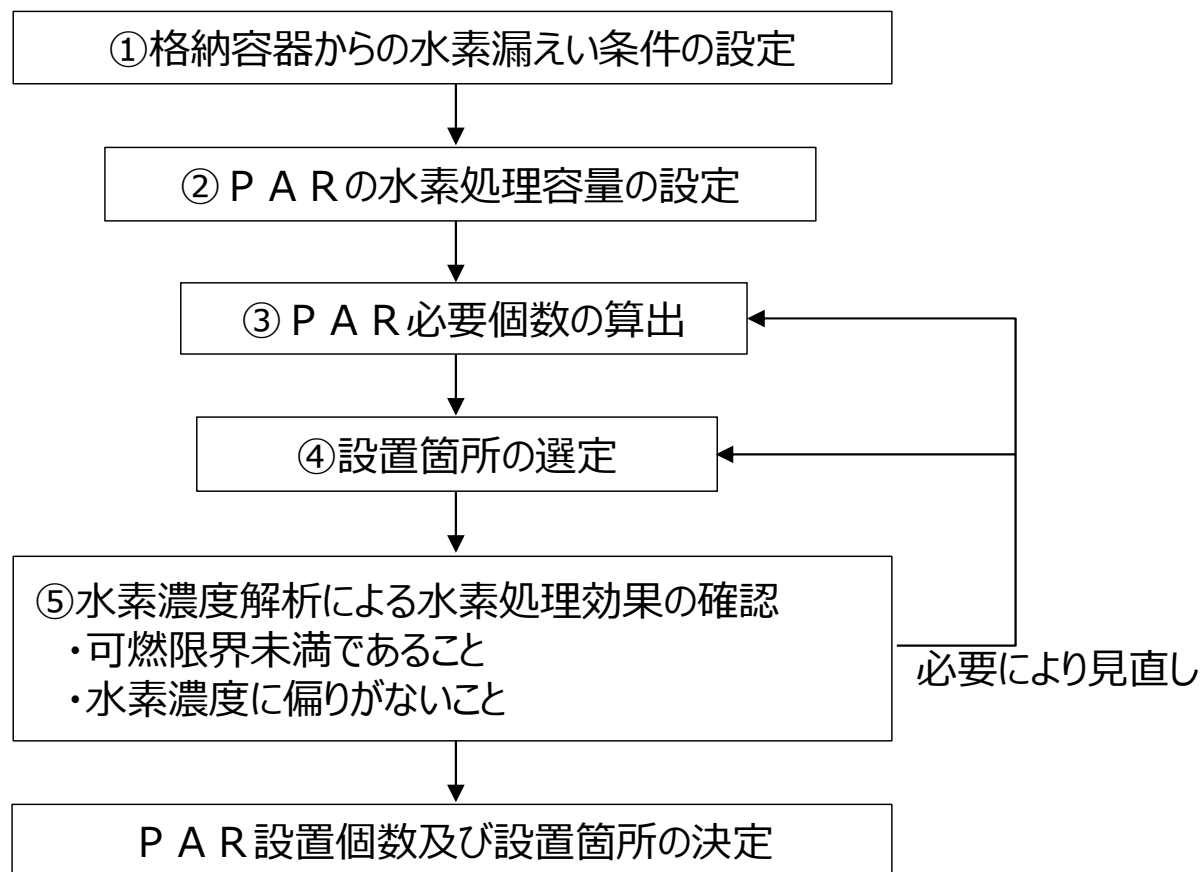 ①格納容器からの水素漏えい条件の設定
②ＰＡＲの水素処理容量の設定
③ＰＡＲ必要個数の算出
④設置箇所の選定
⑤水素濃度解析による水素処理効果の確認
・可燃限界未満であること
・水素濃度に偏りがないこと
必要により見直し
ＰＡＲ設置個数及び設置箇所の決定